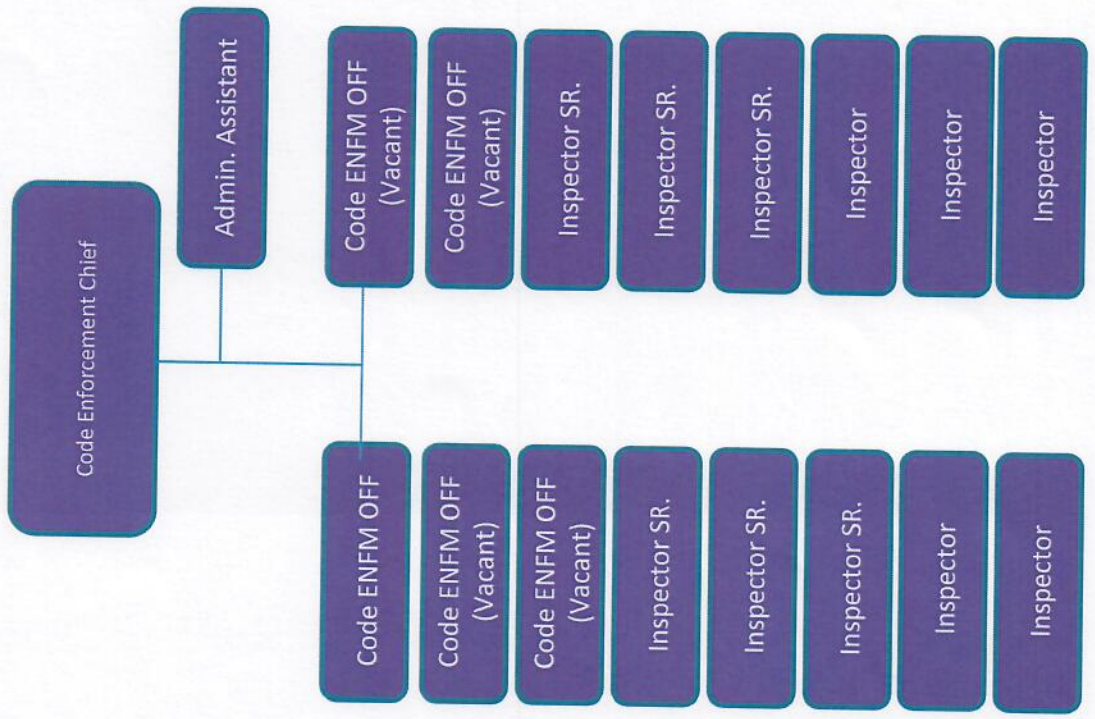 Code Enforcement Chief
Admin. Assistant
Code ENFM OFF
Code ENFM OFF
(Vacant)
Code ENFM OFF
(Vacant)
Inspector SR.
Inspector SR.
Inspector SR.
Inspector
Inspector
Code ENFM OFF
(Vacant)
Code ENFM OFF
(Vacant)
Inspector SR.
Inspector SR.
Inspector SR.
Inspector
Inspector
Inspector